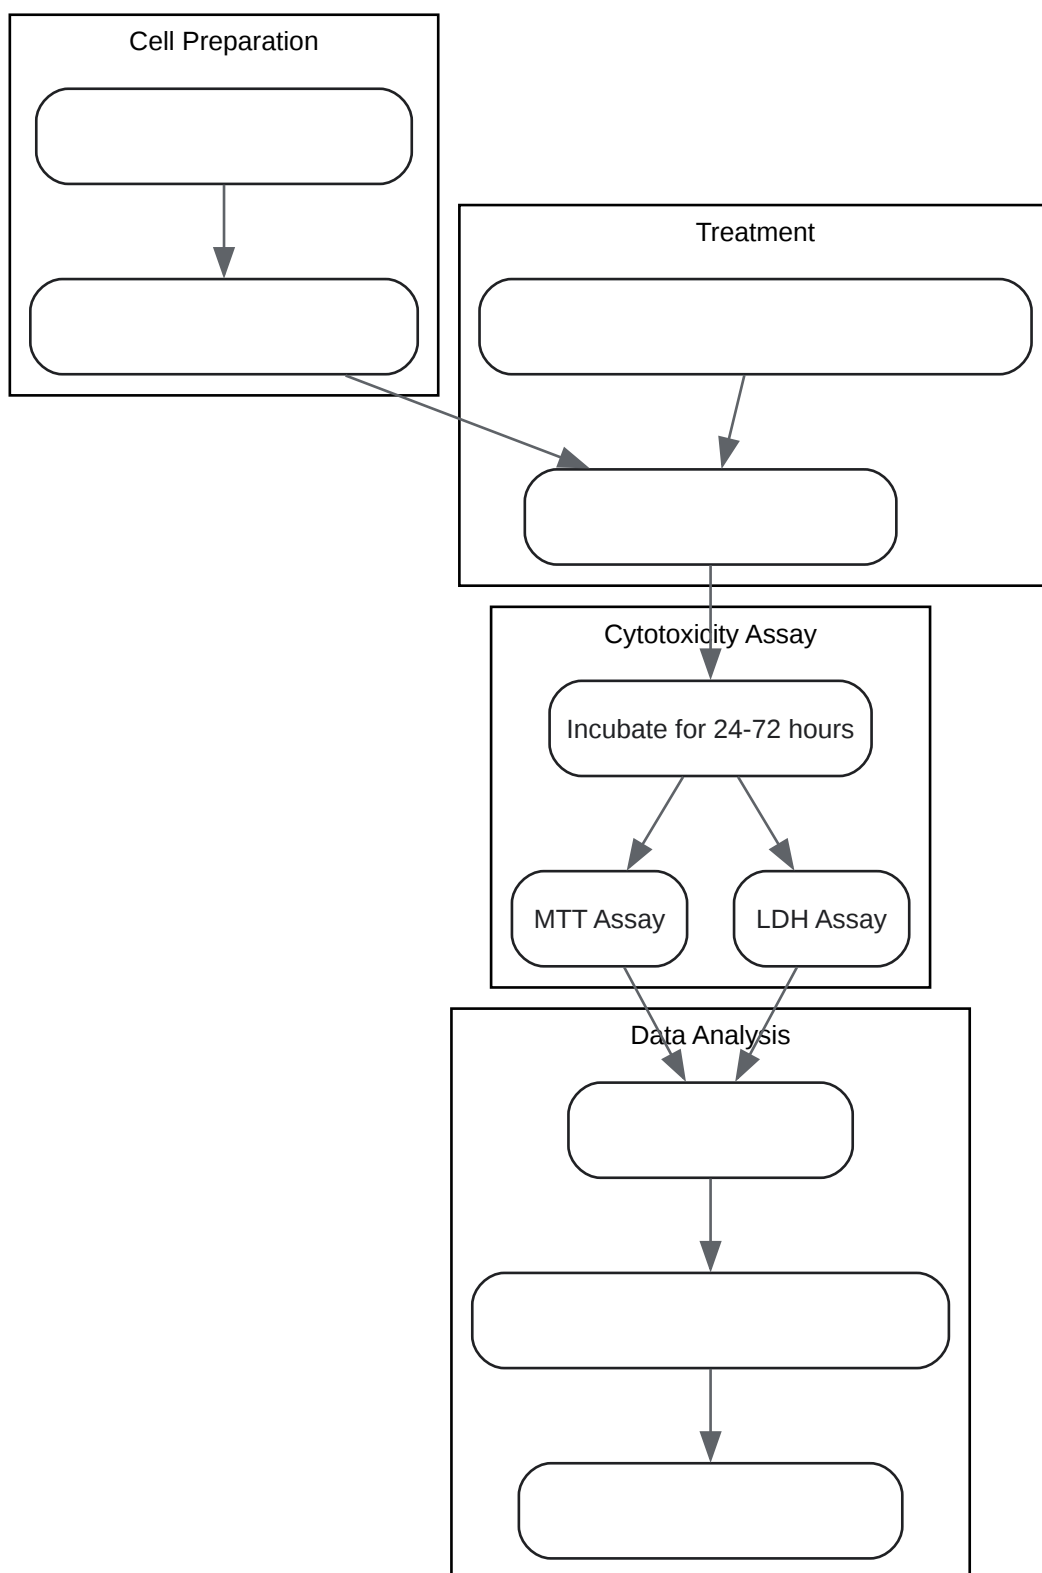 Cell Preparation
Treatment
Cytotoxicity Assay
Incubate for 24-72 hours
MTT Assay
LDH Assay
Data Analysis